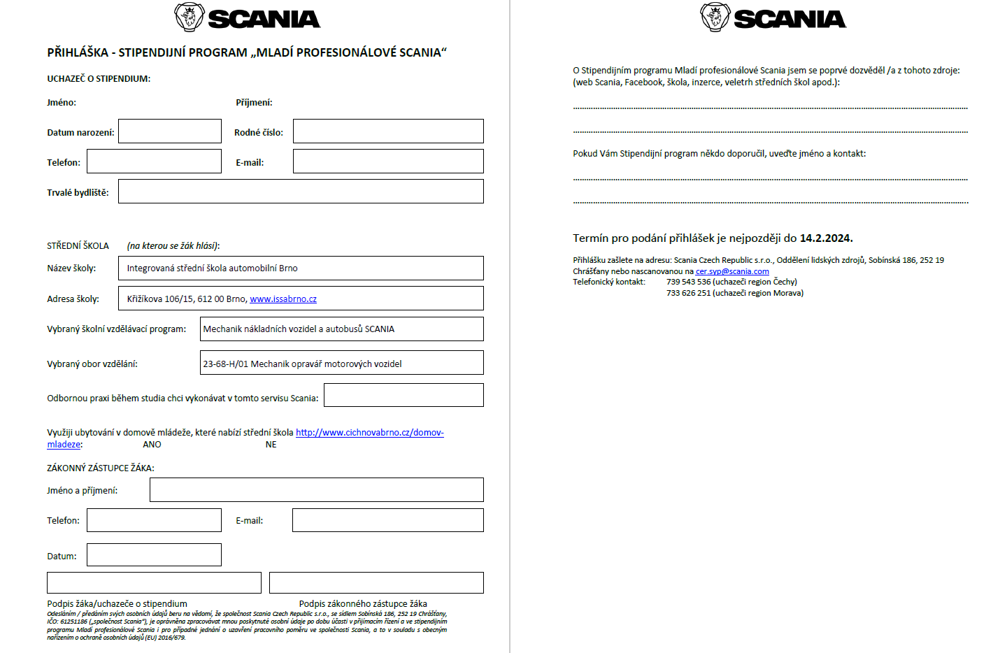 SCANIA
PŘIHLÁŠKA - STIPENDIJNÍ PROGRAM „MLADÍ PROFESIONÁLOVÉ SCANIA“
UCHAZEČ O STIPENDIUM:
Jméno: Příjmení:
Datum narození: Rodné číslo:
Telefon: E-mail:
Trvalé bydliště:
STŘEDNÍ ŠKOLA (na kterou se žák hlásí):
Název školy: Integrovaná střední škola automobilní Brno
Adresa školy: Křižíkova 106/15, 612 00 Brno, www.issabrno.cz
Vybraný školní vzdělávací program: Mechanik nákladních vozidel a autobusů SCANIA
Vybraný obor vzdělání: 23-68-H/01 Mechanik opravář motorových vozidel
Odbornou praxi během studia chci vykonávat v tomto servisu Scania:
Využiji ubytování v domově mládeže, které nabízí střední škola http://www.cichnovabrno.cz/domov-
mladeze: ANO NE
ZÁKONNÝ ZÁSTUPCE ŽÁKA:
Jméno a příjmení:
Telefon: E-mail:
Datum:
Podpis žáka/uchazeče o stipendium Podpis zákonného zástupce žáka
Odesláním / předáním svých osobních údajů beru na vědomí, že společnost Scania Czech Republic s.r.o., se sídlem Sobínská 186, 252 19 Chrášťany,
IČO: 61251186 („společnost Scania“), je oprávněna zpracovávat mnou poskytnuté osobní údaje po dobu účasti v přijímacím řízení a ve stipendijním
programu Mladí profesionálové Scania i pro případné jednání o uzavření pracovního poměru ve společnosti Scania, a to v souladu s obecným
nařízením o ochraně osobních údajů (EU) 2016/679.
SCANIA
O Stipendijním programu Mladí profesionálové Scania jsem se poprvé dozvěděl /a z tohoto zdroje:
(web Scania, Facebook, škola, inzerce, veletrh středních škol apod.):
Pokud Vám Stipendijní program někdo doporučil, uveďte jméno a kontakt:
Termín pro podání přihlášek je nejpozději do 14.2.2024.
Přihlášku zašlete na adresu: Scania Czech Republic s.r.o., Oddělení lidských zdrojů, Sobínská 186, 252 19
Chrášťany nebo nascanovanou na cer.syp@scania.com
Telefonický kontakt: 739 543 536 (uchazeči region Čechy)
733 626 251 (uchazeči region Morava)